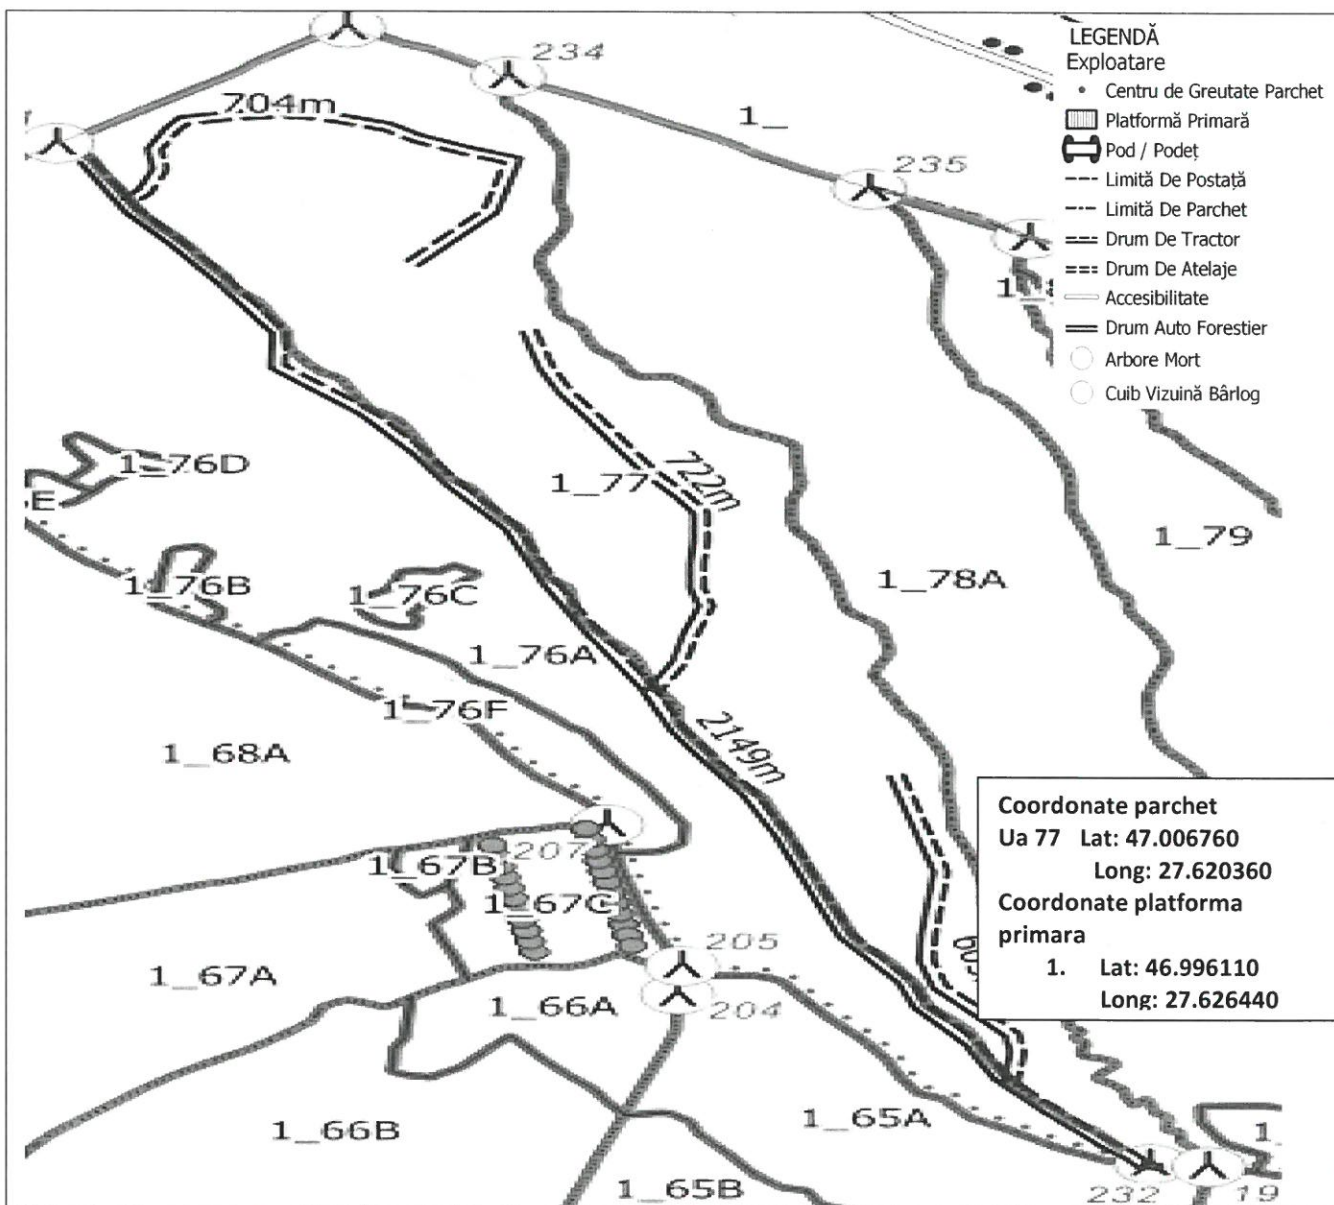 LEGENDĂ
Exploatare
Centru de Greutate Parchet
Platformă Primară
Pod / Podeț
Limită De Postață
Limită De Parchet
Drum De Tractor
Drum De Atelaje
Accesibilitate
Drum Auto Forestier
Arbore Mort
Cuib Vizuină Bârlog
234
704m
1_
235
1_76D
1_77
722m
E
1_79
1_76B
1_76C
1_78A
1_76A
1_76F
2149m
1_68A
Coordonate parchet
Ua 77 Lat: 47.006760
Long: 27.620360
Coordonate platforma
primara
1. Lat: 46.996110
Long: 27.626440
207
1_67B
1_67C
205
1_67A
1_66A
204
1_66B
1_65A
1_65B
232
19